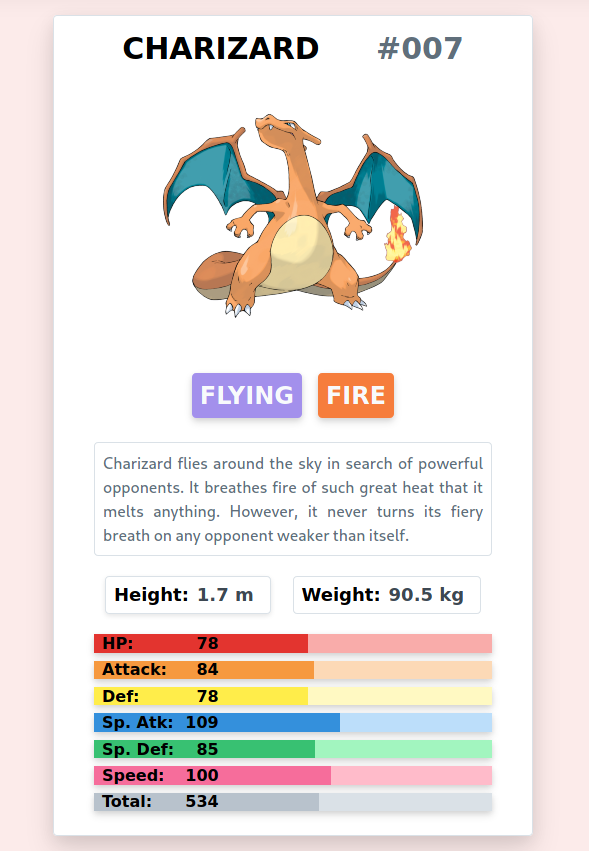 CHARIZARD #007
FLYING FIRE
Charizard flies around the sky in search of powerful
opponents. It breathes fire of such great heat that it
melts anything. However, it never turns its fiery
breath on any opponent weaker than itself.
Height: 1.7 m Weight: 90.5 kg
HP: 78
Attack: 84
Def: 78
Sp. Atk: 109
Sp. Def: 85
Speed: 100
Total: 534